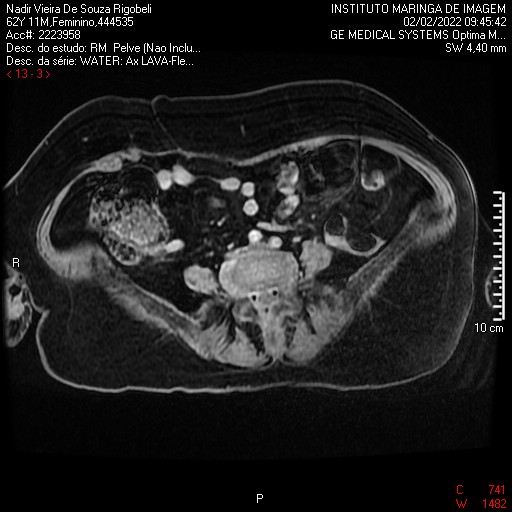 Nadir Vieira De Souza Rigobeli
62Y 11M,Feminino,444535
Acc#: 2223958
Desc. do estudo: RM  Pelve (Nao Inclu...
Desc. da série: WATER: Ax LAVA-Fle...
< 13 - 3 >
INSTITUTO MARINGA DE IMAGEM
02/02/2022 09:45:42
GE MEDICAL SYSTEMS Optima M...
SW 4,40 mm
R
10 cm
P
C 741
W 1482